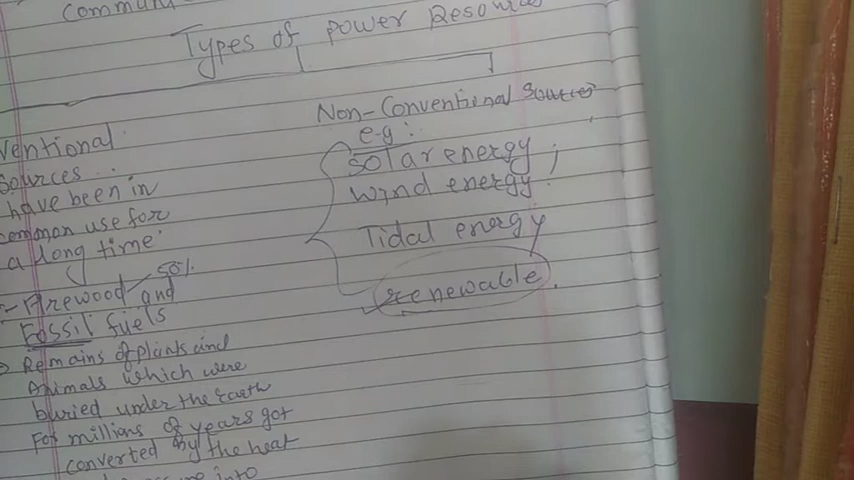 Types of power Resources
ventional
Sources
have been in
common use for
a long time
- Firewood 50%
and
Fossil fuels
Remains of plants and
Animals which were
buried under the Earth
For millions of years got
converted by the heat
into
Non-Conventional Sources
e.g :
Solar energy ;
Wind energy.
Tidal energy
renewable.